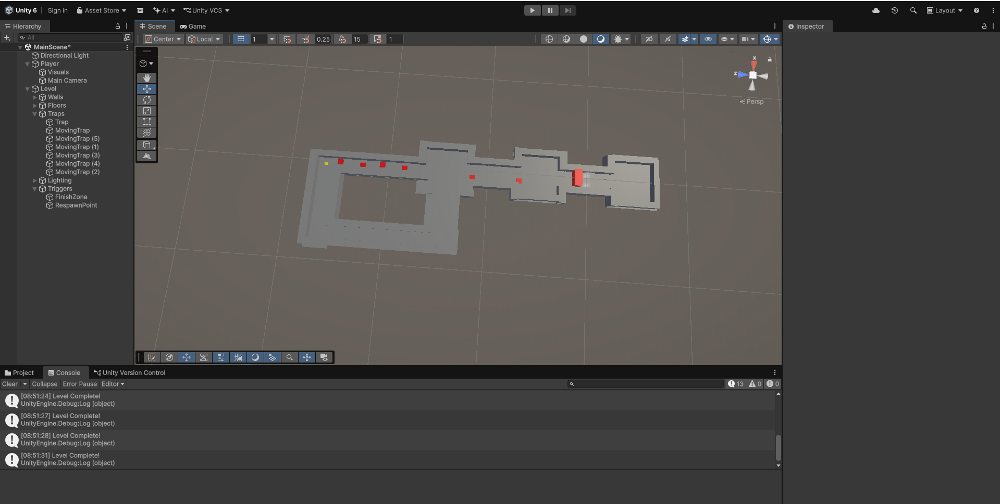 Unity 6 Sign in Asset Store AI Unity VCS Layout
Hierarchy Scene Game Inspector
All Center Local 1 0.25 15 1 2D
MainScene*
Directional Light
Player
Visuals
Main Camera
Level
Walls
Floors
Traps
Trap
MovingTrap
MovingTrap (5)
MovingTrap (1)
MovingTrap (3)
MovingTrap (4)
MovingTrap (2)
Lighting
Triggers
FinishZone
RespawnPoint
x
z
Persp
Project Console Unity Version Control
Clear Collapse Error Pause Editor 13 0 0
[08:51:24] Level Complete!
UnityEngine.Debug:Log (object)
[08:51:27] Level Complete!
UnityEngine.Debug:Log (object)
[08:51:28] Level Complete!
UnityEngine.Debug:Log (object)
[08:51:31] Level Complete!
UnityEngine.Debug:Log (object)